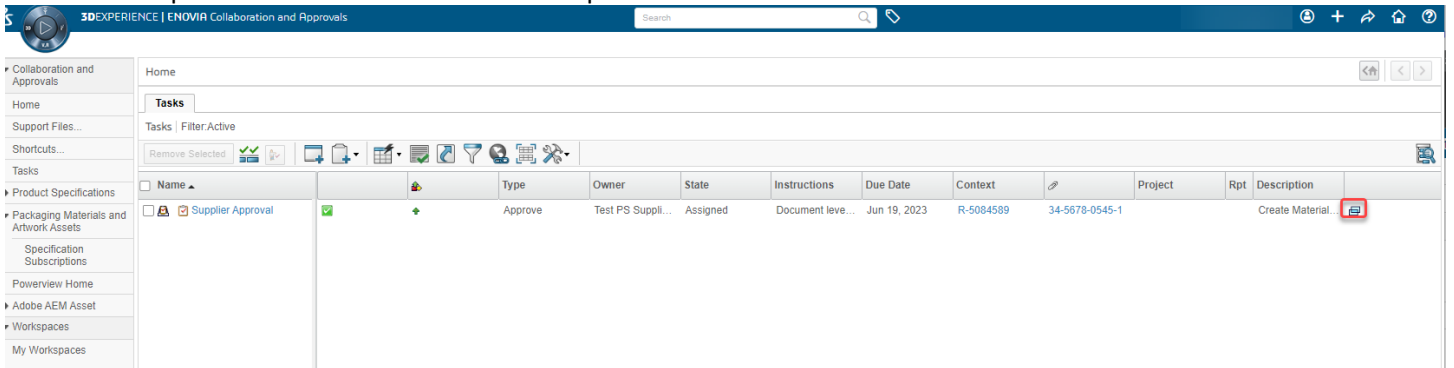 3DEXPERIENCE | ENOVIA Collaboration and Approvals
Search
Collaboration and
Approvals
Home
Support Files...
Shortcuts...
Tasks
Product Specifications
Packaging Materials and
Artwork Assets
Specification
Subscriptions
Powerview Home
Adobe AEM Asset
Workspaces
My Workspaces
Home
Tasks
Tasks | Filter:Active
Remove Selected
Name Type Owner State Instructions Due Date Context Project Rpt Description
Supplier Approval Approve Test PS Suppli... Assigned Document leve... Jun 19, 2023 R-5084589 34-5678-0545-1 Create Material...